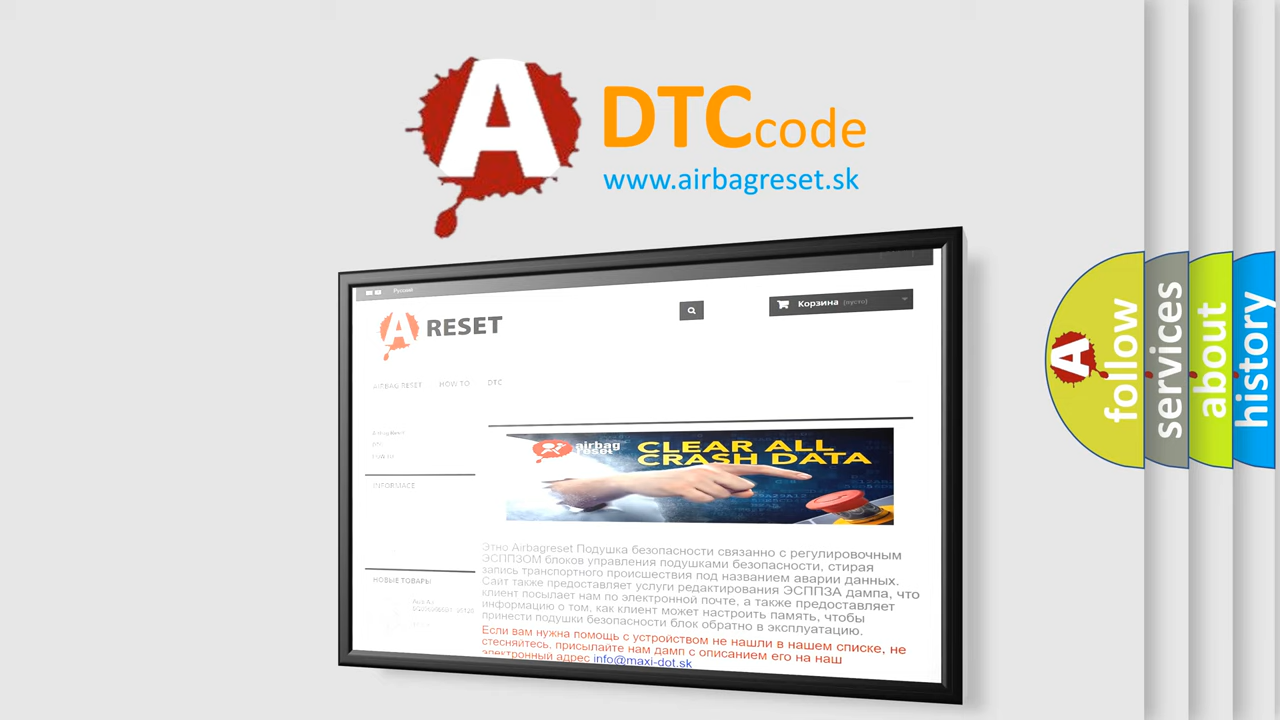 A
DTCcode
www.airbagreset.sk
Русский
A RESET
Корзина (пусто)
AIRBAG RESET HOW TO DTC
INFORMACE
airbag
reset
CLEAR ALL
CRASH DATA
Этно Airbagreset Подушка безопасности связанно с регулировочным
ЭСППЗОМ блоков управления подушками безопасности, стирая
запись транспортного происшествия под названием аварии данных.
Сайт также предоставляет услуги редактирования ЭСППЗА дампа, что
клиент посылает нам по электронной почте, а также предоставляет
информацию о том, как клиент может настроить память, чтобы
принести подушки безопасности блок обратно в эксплуатацию.
Если вам нужна помощь с устройством не нашли в нашем списке, не
стесняйтесь, присылайте нам дамп с описанием его на наш
электронный адрес info@maxi-dot.sk
НОВЫЕ ТОВАРЫ
A
follow
services
about
history